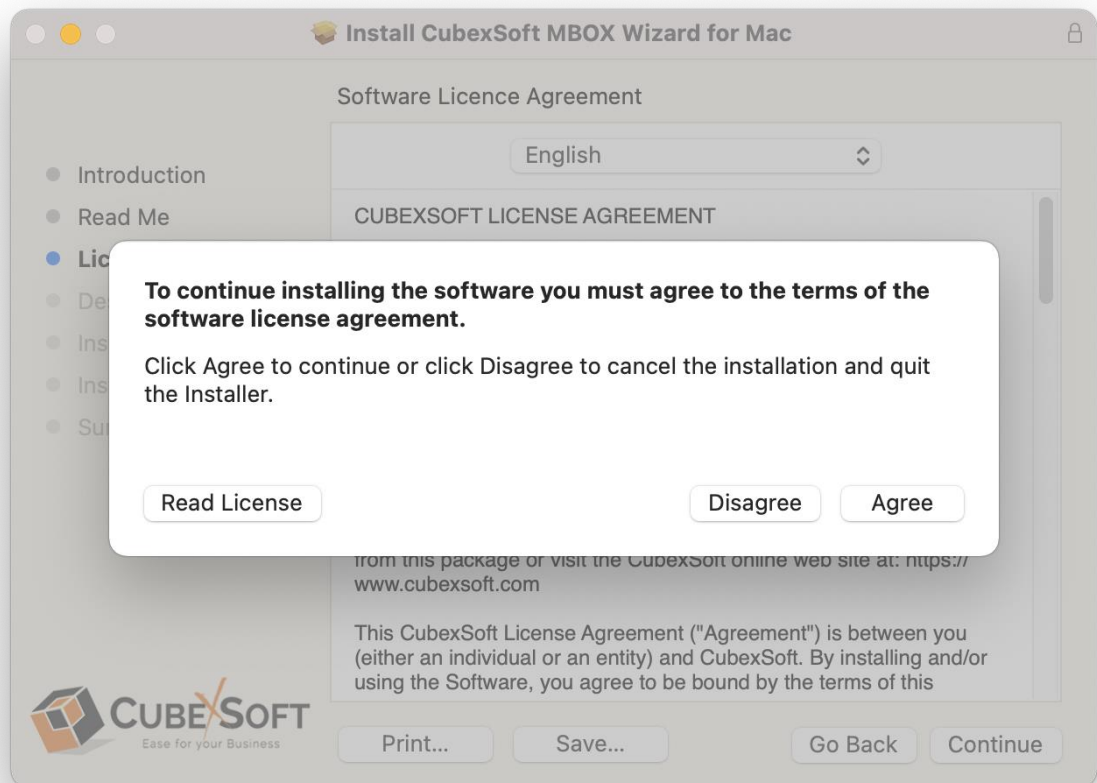 Install CubexSoft MBOX Wizard for Mac
Software Licence Agreement
English
Introduction
Read Me
CUBEXSOFT LICENSE AGREEMENT
Lic
De
Ins
Ins
Su
To continue installing the software you must agree to the terms of the
software license agreement.
Click Agree to continue or click Disagree to cancel the installation and quit
the Installer.
Read License
Disagree
Agree
from this package or visit the CubexSoft online web site at: https://
www.cubexsoft.com
This CubexSoft License Agreement ("Agreement") is between you
(either an individual or an entity) and CubexSoft. By installing and/or
using the Software, you agree to be bound by the terms of this
CUBEXSOFT
Ease for your Business
Print...
Save...
Go Back
Continue